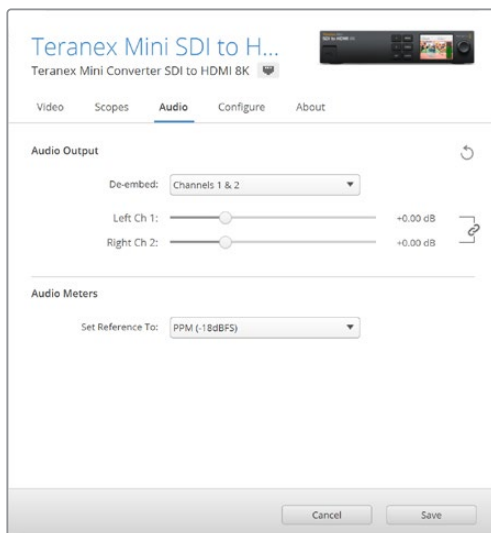 Teranex Mini SDI to H...
Teranex Mini Converter SDI to HDMI 8K
Video Scopes Audio Configure About
Audio Output
De-embed: Channels 1 & 2
Left Ch 1: +0.00 dB
Right Ch 2: +0.00 dB
Audio Meters
Set Reference To: PPM (-18dBFS)
Cancel Save